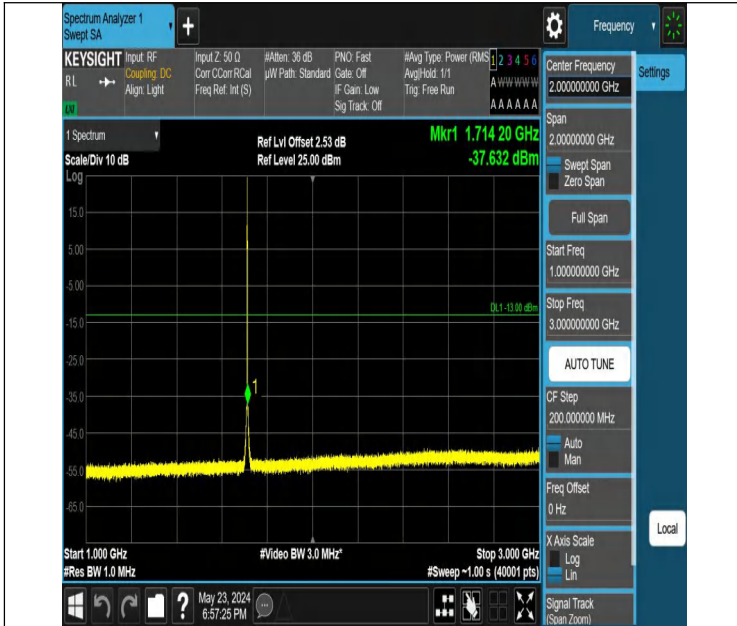 Spectrum Analyzer 1
Swept SA
+
Frequency
KEYSIGHT
RL
Input: RF
Coupling: DC
Align: Light
Input Z: 50 Ω
Corr CCorr RCal
Freq Ref: Int (S)
#Atten: 36 dB
µW Path: Standard
PNO: Fast
Gate: Off
IF Gain: Low
Sig Track: Off
#Avg Type: Power (RMS
Avg|Hold: 1/1
Trig: Free Run
1 2 3 4 5 6
A W W W W W
A A A A A A
1 Spectrum
Scale/Div 10 dB
Log
Ref Lvl Offset 2.53 dB
Ref Level 25.00 dBm
Mkr1 1.714 20 GHz
-37.632 dBm
15.0
5.00
-5.00
DL1 -13.00 dBm
-15.0
-25.0
1
-35.0
-45.0
-55.0
-65.0
Start 1.000 GHz
#Res BW 1.0 MHz
#Video BW 3.0 MHz*
Stop 3.000 GHz
#Sweep ~1.00 s (40001 pts)
?
May 23, 2024
6:57:25 PM
Center Frequency
2.000000000 GHz
Settings
Span
2.00000000 GHz
Swept Span
Zero Span
Full Span
Start Freq
1.000000000 GHz
Stop Freq
3.000000000 GHz
AUTO TUNE
CF Step
200.000000 MHz
Auto
Man
Freq Offset
0 Hz
X Axis Scale
Log
Lin
Local
Signal Track
(Span Zoom)